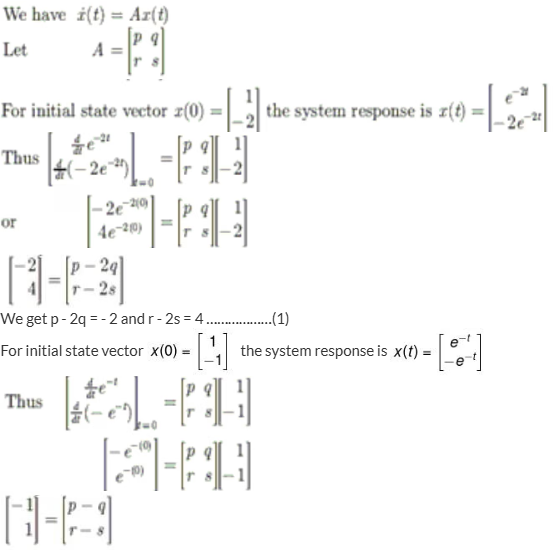 We have ẋ(t) = Ax(t)
Let A = [p q; r s]
For initial state vector x(0) = [1; -2] the system response is x(t) = [e^{-2t}; -2e^{-2t}]
Thus [d/dt e^{-2t}; d/dt(-2e^{-2t})]_{t=0} = [p q; r s][1; -2]
or [-2e^{-2(0)}; 4e^{-2(0)}] = [p q; r s][1; -2]
[-2; 4] = [p - 2q; r - 2s]
We get p - 2q = - 2 and r - 2s = 4 ..................(1)
For initial state vector x(0) = [1; -1] the system response is x(t) = [e^{-t}; -e^{-t}]
Thus [d/dt e^{-t}; d/dt(- e^{-t})]_{t=0} = [p q; r s][1; -1]
[-e^{-(0)}; e^{-(0)}] = [p q; r s][1; -1]
[-1; 1] = [p - q; r - s]